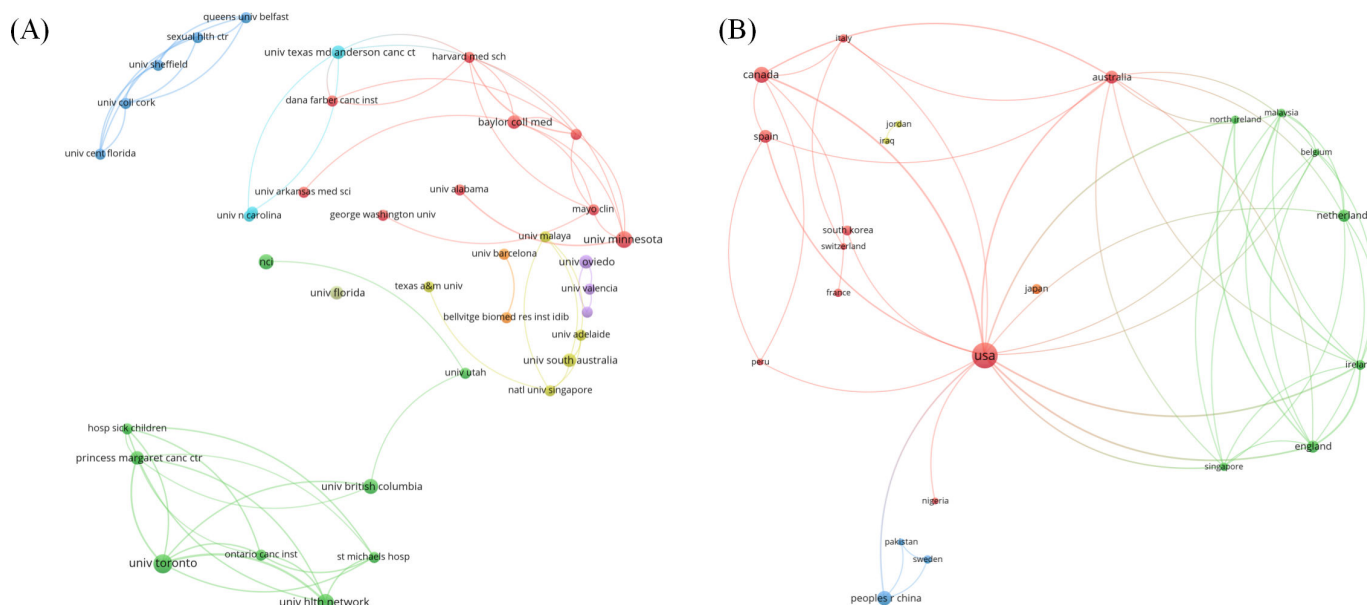 (A)
queens univ belfast
sexual hlth ctr
univ sheffield
univ coll cork
univ cent florida
univ texas md anderson canc ct
harvard med sch
dana farber canc inst
baylor coll med
univ arkansas med sci
univ alabama
univ n carolina
george washington univ
mayo clin
univ malaya
univ minnesota
univ barcelona
nci
univ oviedo
univ florida
texas a&m univ
univ valencia
bellvitge biomed res inst idib
univ adelaide
univ south australia
univ utah
natl univ singapore
hosp sick children
princess margaret canc ctr
univ british columbia
ontario canc inst
st michaels hosp
univ toronto
univ hlth network
(B)
italy
canada
australia
jordan
malaysia
north ireland
spain
iraq
belgium
netherland
south korea
switzerland
france
japan
usa
peru
irelan
england
singapore
nigeria
pakistan
sweden
peoples r china